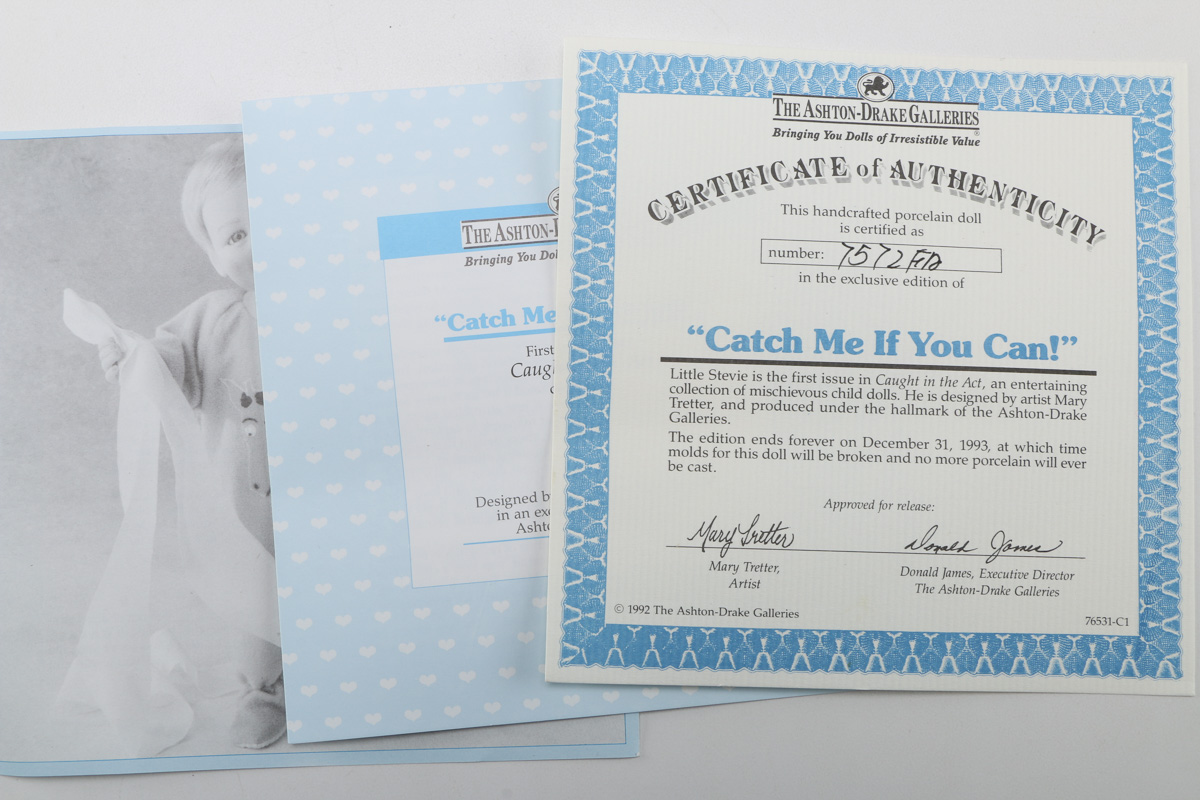 THE ASHTON-
Bringing You Dol
"Catch Me
First
Caug
Designed b
in an exc
Ashto
THE ASHTON-DRAKE GALLERIES
Bringing You Dolls of Irresistible Value®
CERTIFICATE of AUTHENTICITY
This handcrafted porcelain doll
is certified as
number: 7572FA
in the exclusive edition of
"Catch Me If You Can!"
Little Stevie is the first issue in Caught in the Act, an entertaining
collection of mischievous child dolls. He is designed by artist Mary
Tretter, and produced under the hallmark of the Ashton-Drake
Galleries.
The edition ends forever on December 31, 1993, at which time
molds for this doll will be broken and no more porcelain will ever
be cast.
Approved for release:
Mary Tretter Donald James
Mary Tretter,
Artist
Donald James, Executive Director
The Ashton-Drake Galleries
© 1992 The Ashton-Drake Galleries
76531-C1